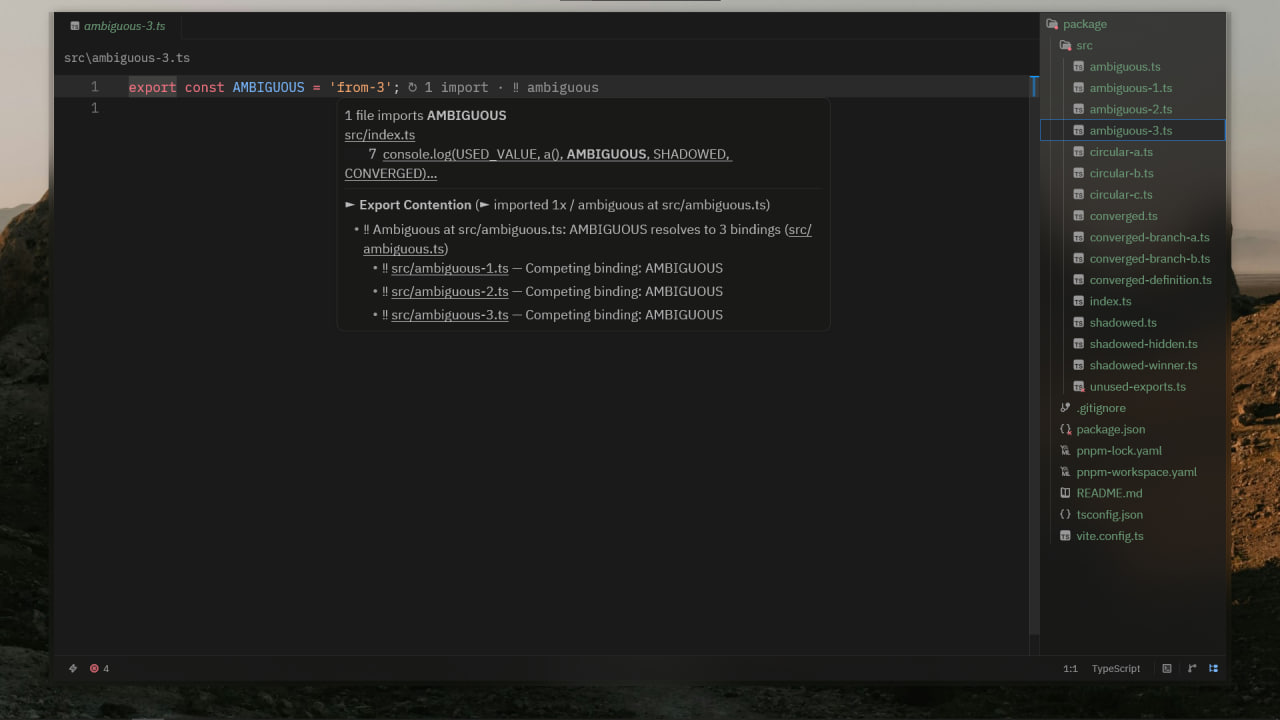 ambiguous-3.ts
src\ambiguous-3.ts
1 export const AMBIGUOUS = 'from-3'; 1 import · ‼ ambiguous
1
1 file imports AMBIGUOUS
src/index.ts
7 console.log(USED_VALUE, a(), AMBIGUOUS, SHADOWED,
CONVERGED)...
► Export Contention (► imported 1x / ambiguous at src/ambiguous.ts)
• ‼ Ambiguous at src/ambiguous.ts: AMBIGUOUS resolves to 3 bindings (src/
ambiguous.ts)
• ‼ src/ambiguous-1.ts — Competing binding: AMBIGUOUS
• ‼ src/ambiguous-2.ts — Competing binding: AMBIGUOUS
• ‼ src/ambiguous-3.ts — Competing binding: AMBIGUOUS
package
src
ambiguous.ts
ambiguous-1.ts
ambiguous-2.ts
ambiguous-3.ts
circular-a.ts
circular-b.ts
circular-c.ts
converged.ts
converged-branch-a.ts
converged-branch-b.ts
converged-definition.ts
index.ts
shadowed.ts
shadowed-hidden.ts
shadowed-winner.ts
unused-exports.ts
.gitignore
package.json
pnpm-lock.yaml
pnpm-workspace.yaml
README.md
tsconfig.json
vite.config.ts
4
1:1 TypeScript